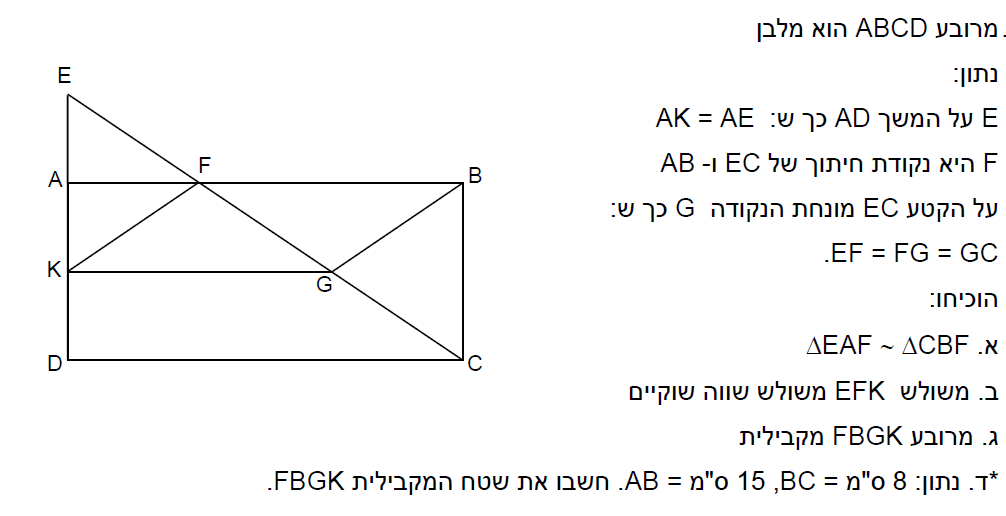 .מרובע ABCD הוא מלבן
נתון:
E על המשך AD כך ש: AK = AE
F היא נקודת חיתוך של EC ו- AB
על הקטע EC מונחת הנקודה G כך ש:
EF = FG = GC.
הוכיחו:
א. ∆EAF ~ ∆CBF
ב. משולש EFK משולש שווה שוקיים
ג. מרובע FBGK מקבילית
*ד. נתון: 8 ס"מ = BC, 15 ס"מ = AB. חשבו את שטח המקבילית FBGK.
E
F
A
B
K
G
D
C